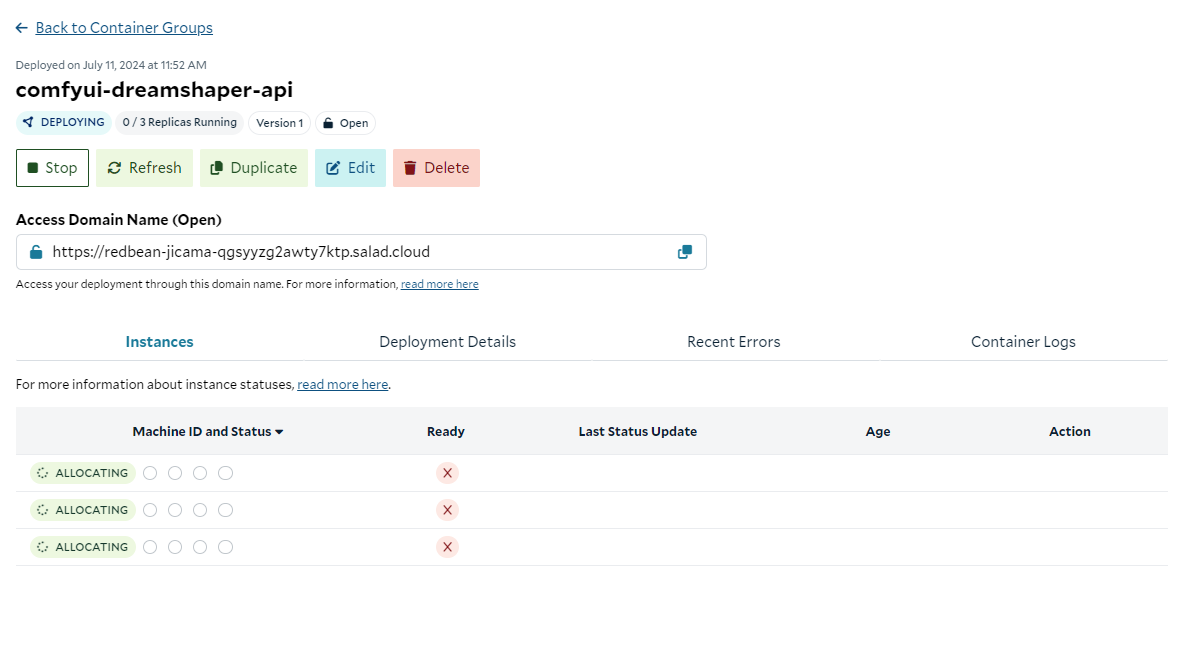 Back to Container Groups
Deployed on July 11, 2024 at 11:52 AM
comfyui-dreamshaper-api
DEPLOYING 0 / 3 Replicas Running Version 1 Open
Stop Refresh Duplicate Edit Delete
Access Domain Name (Open)
https://redbean-jicama-qgsyyzg2awty7ktp.salad.cloud
Access your deployment through this domain name. For more information, read more here
Instances Deployment Details Recent Errors Container Logs
For more information about instance statuses, read more here.
Machine ID and Status Ready Last Status Update Age Action
ALLOCATING X
ALLOCATING X
ALLOCATING X